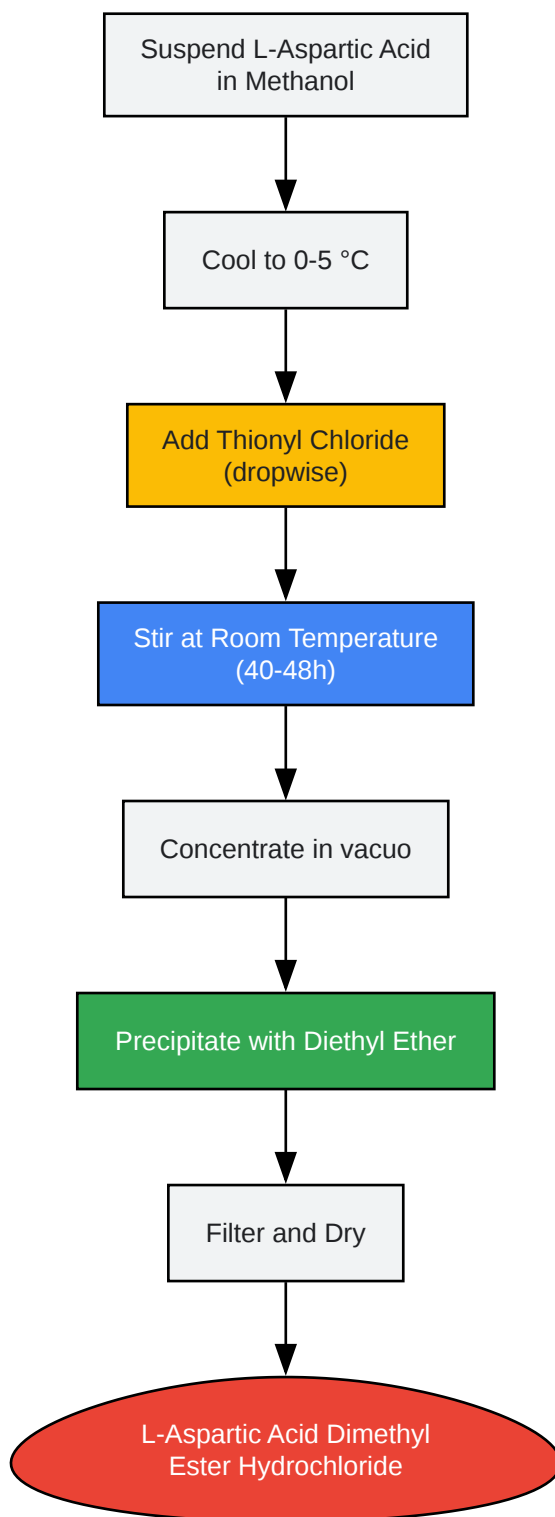 Suspend L-Aspartic Acid
in Methanol
Cool to 0-5 °C
Add Thionyl Chloride
(dropwise)
Stir at Room Temperature
(40-48h)
Concentrate in vacuo
Precipitate with Diethyl Ether
Filter and Dry
L-Aspartic Acid Dimethyl
Ester Hydrochloride